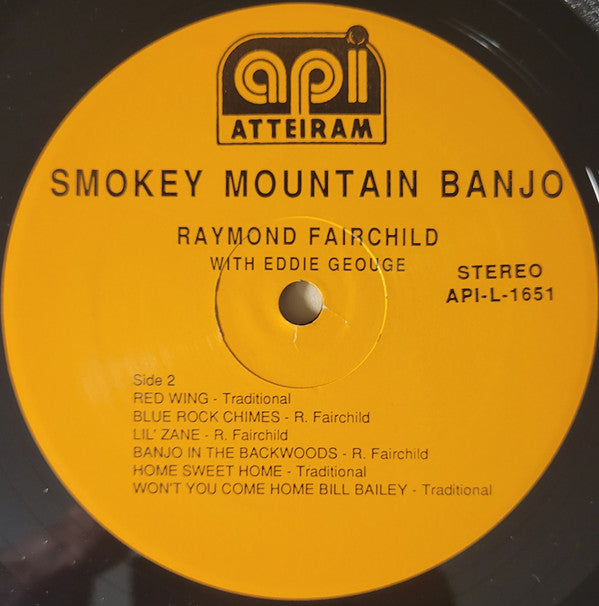 api
ATTEIRAM
SMOKEY MOUNTAIN BANJO
RAYMOND FAIRCHILD
WITH EDDIE GEOUGE
STEREO
API-L-1651
Side 2
RED WING - Traditional
BLUE ROCK CHIMES - R. Fairchild
LIL' ZANE - R. Fairchild
BANJO IN THE BACKWOODS - R. Fairchild
HOME SWEET HOME - Traditional
WON'T YOU COME HOME BILL BAILEY - Traditional